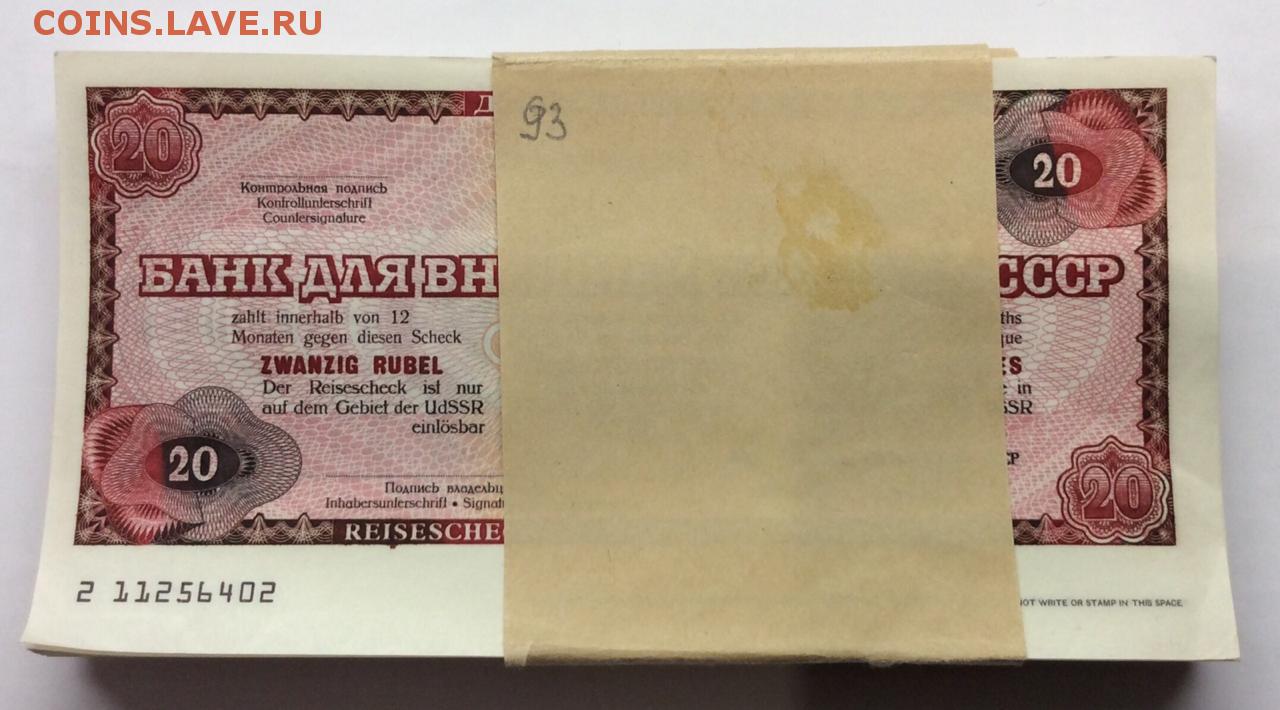 COINS.LAVE.RU
93
20
20
Контрольная подпись
Kontrollunterschrift
Countersignature
БАНК ДЛЯ ВН СССР
zahlt innerhalb von 12
Monaten gegen diesen Scheck
ZWANZIG RUBEL
Der Reisescheck ist nur
auf dem Gebiet der UdSSR
einlösbar
ths
que
ES
e in
SSR
СР
20
20
Подпись владельц
Inhabersunterschrift • Signat
REISESCHE
2 11256402
NOT WRITE OR STAMP IN THIS SPACE